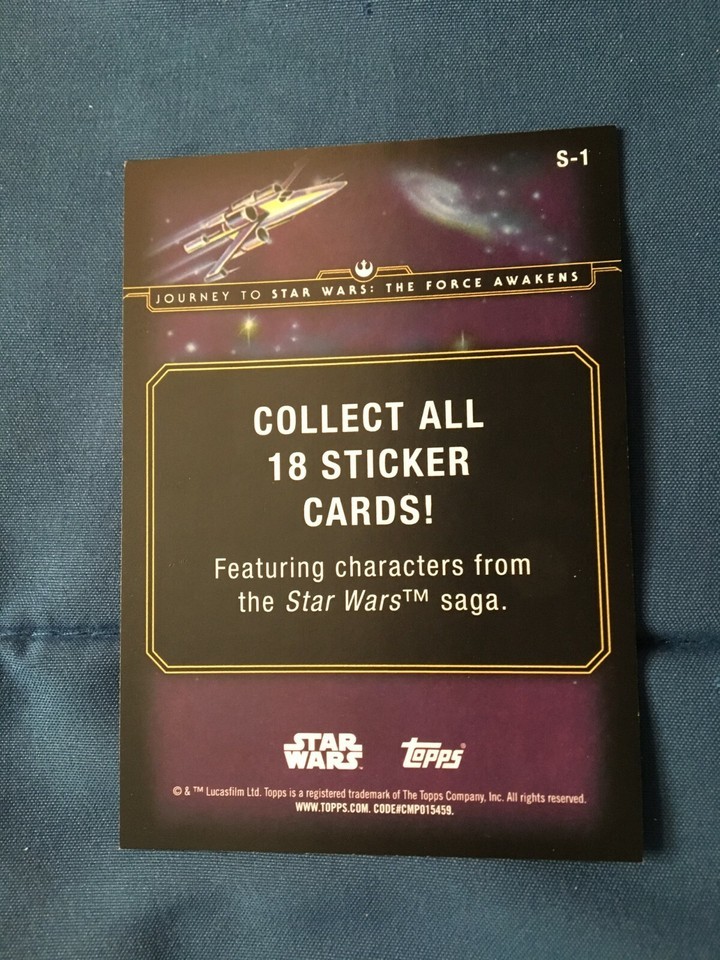 S-1
JOURNEY TO STAR WARS: THE FORCE AWAKENS
COLLECT ALL
18 STICKER
CARDS!
Featuring characters from
the Star Wars™ saga.
STAR
WARS™
topps®
© & ™ Lucasfilm Ltd. Topps is a registered trademark of The Topps Company, Inc. All rights reserved.
WWW.TOPPS.COM. CODE#CMP015459.